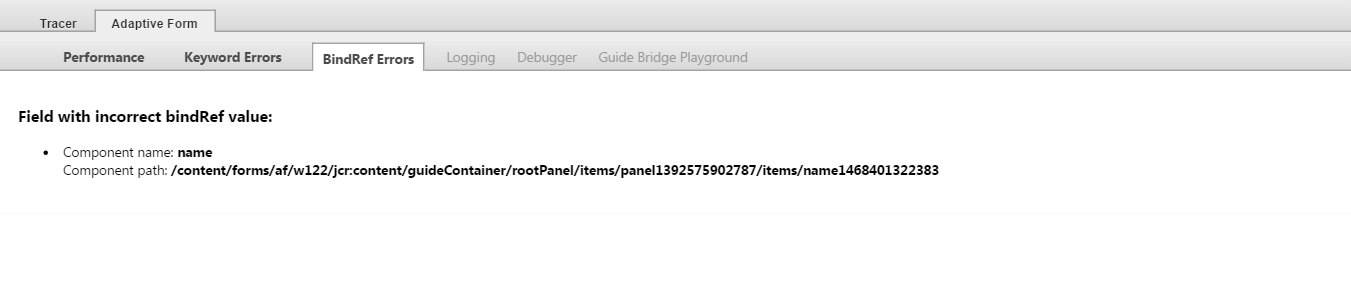 Tracer Adaptive Form
Performance Keyword Errors BindRef Errors Logging Debugger Guide Bridge Playground
Field with incorrect bindRef value:
• Component name: name
Component path: /content/forms/af/w122/jcr:content/guideContainer/rootPanel/items/panel1392575902787/items/name1468401322383